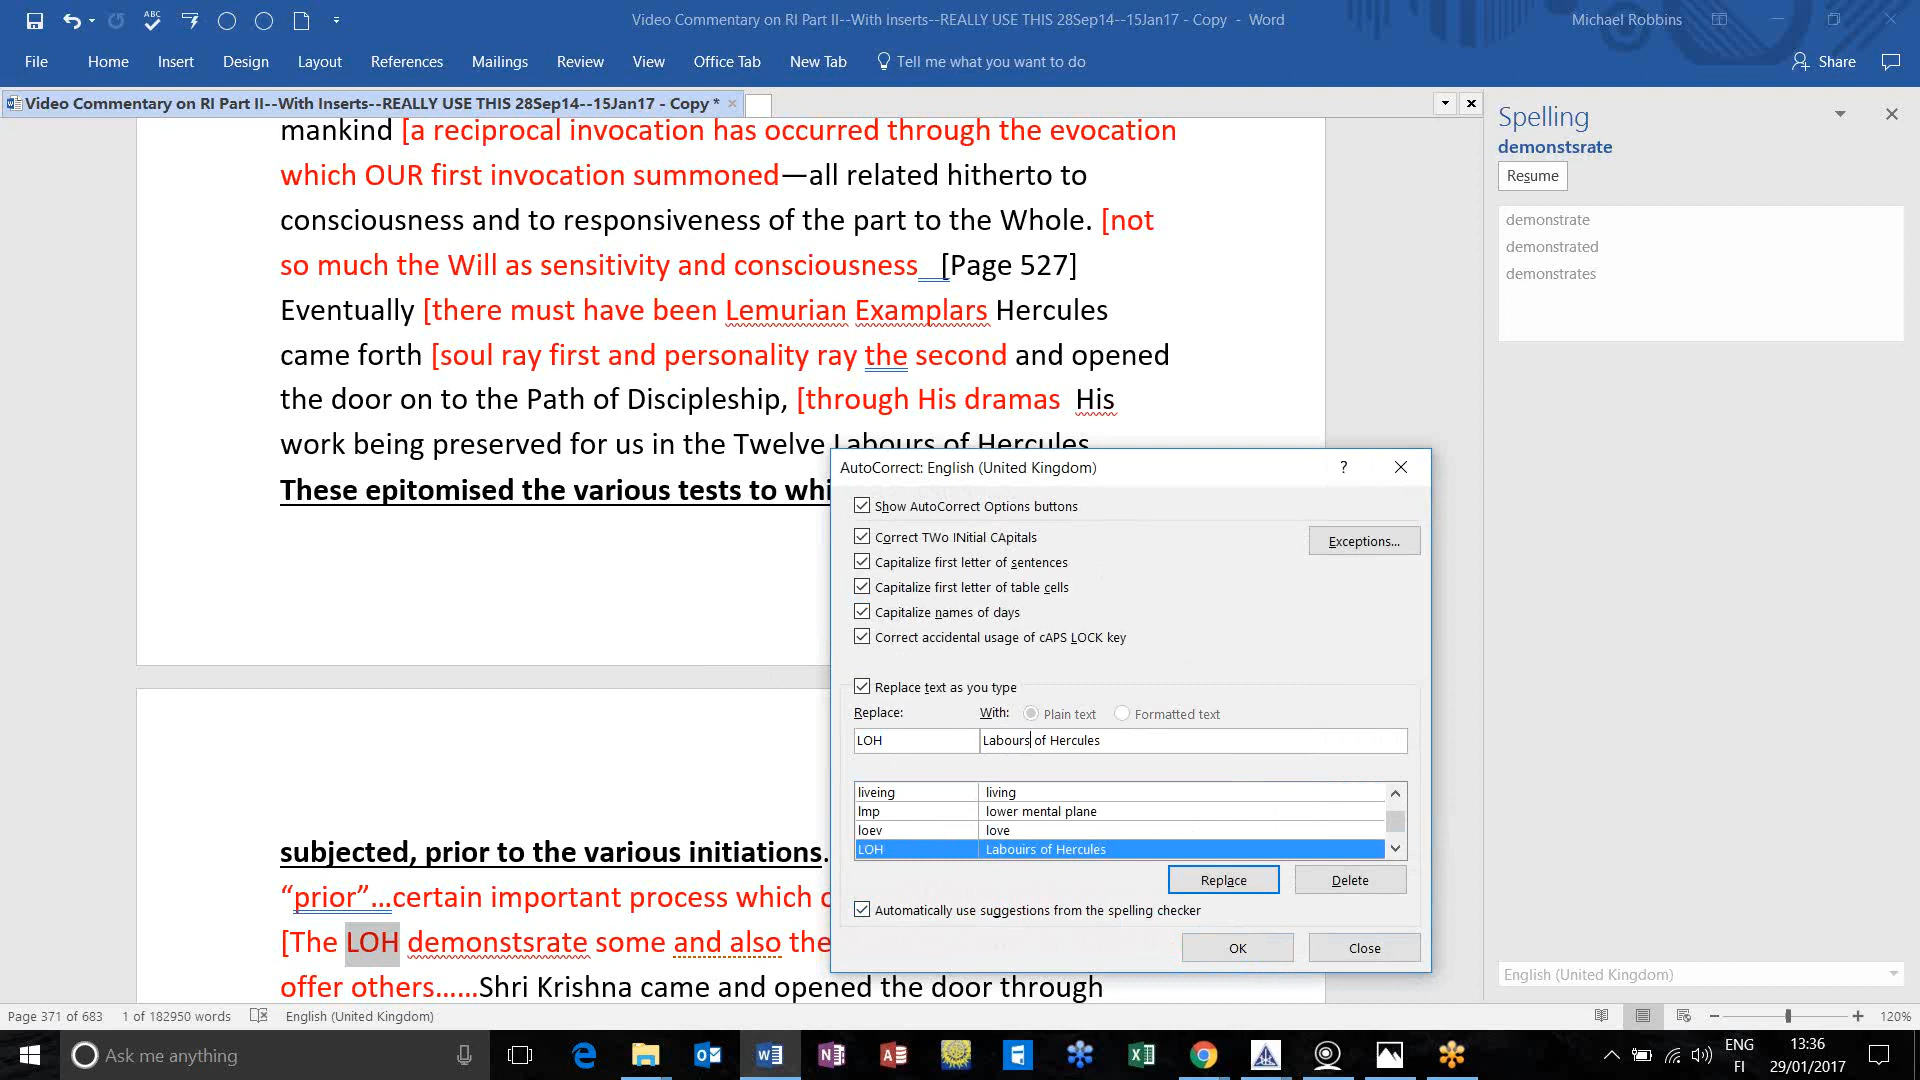 ABC
Video Commentary on RI Part II--With Inserts--REALLY USE THIS 28Sep14--15Jan17 - Copy - Word
Michael Robbins
File Home Insert Design Layout References Mailings Review View Office Tab New Tab Tell me what you want to do Share
Video Commentary on RI Part II--With Inserts--REALLY USE THIS 28Sep14--15Jan17 - Copy *
mankind [a reciprocal invocation has occurred through the evocation
which OUR first invocation summoned—all related hitherto to
consciousness and to responsiveness of the part to the Whole. [not
so much the Will as sensitivity and consciousness [Page 527]
Eventually [there must have been Lemurian Examplars Hercules
came forth [soul ray first and personality ray the second and opened
the door on to the Path of Discipleship, [through His dramas His
work being preserved for us in the Twelve Labours of Hercules.
These epitomised the various tests to whi
subjected, prior to the various initiations.
“prior”...certain important process which
[The LOH demonstsrate some and also the
offer others......Shri Krishna came and opened the door through
AutoCorrect: English (United Kingdom)
?
Show AutoCorrect Options buttons
Correct TWo INitial CApitals
Exceptions...
Capitalize first letter of sentences
Capitalize first letter of table cells
Capitalize names of days
Correct accidental usage of cAPS LOCK key
Replace text as you type
Replace: With: Plain text Formatted text
LOH Labours of Hercules
liveing living
lmp lower mental plane
loev love
LOH Labouirs of Hercules
Replace Delete
Automatically use suggestions from the spelling checker
OK Close
Spelling
demonstsrate
Resume
demonstrate
demonstrated
demonstrates
English (United Kingdom)
Page 371 of 683 1 of 182950 words English (United Kingdom) 120%
Ask me anything
ENG
FI
13:36
29/01/2017